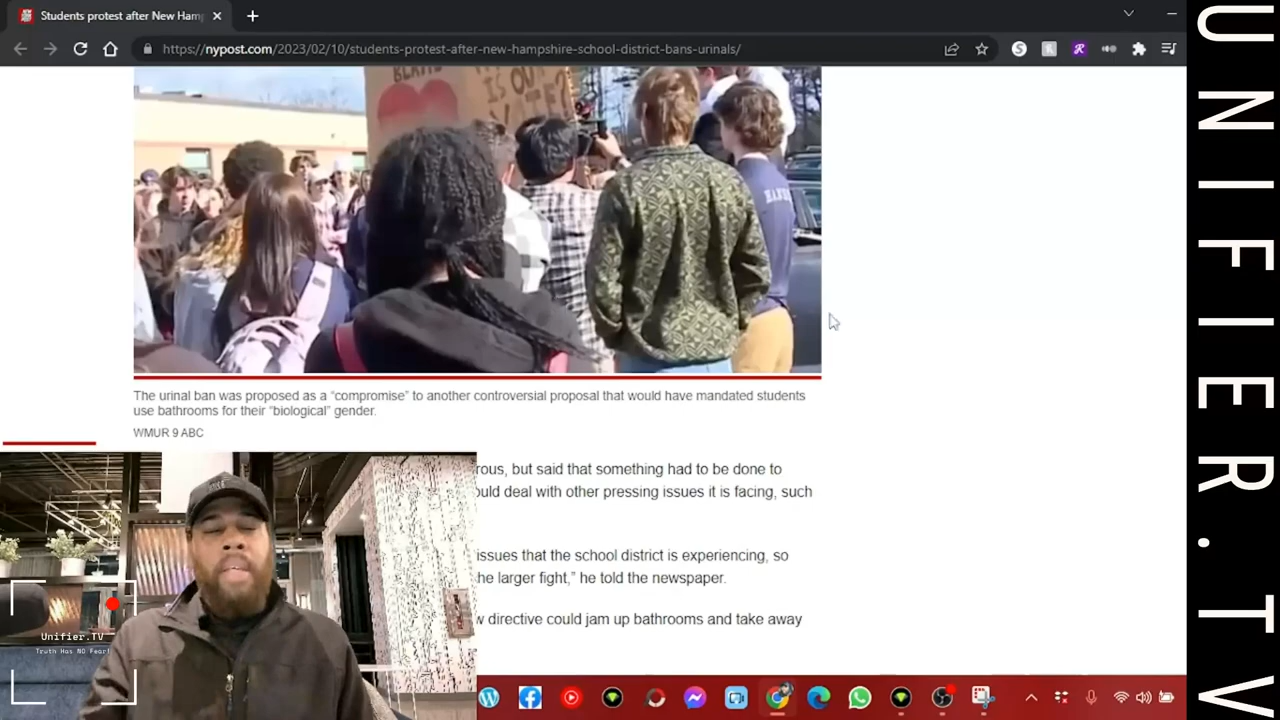 Students protest after New Hamp
https://nypost.com/2023/02/10/students-protest-after-new-hampshire-school-district-bans-urinals/
IS OUR
The urinal ban was proposed as a “compromise” to another controversial proposal that would have mandated students
use bathrooms for their “biological” gender.
WMUR 9 ABC
rous, but said that something had to be done to
ould deal with other pressing issues it is facing, such
issues that the school district is experiencing, so
he larger fight,” he told the newspaper.
w directive could jam up bathrooms and take away
Unifier.TV
Truth Has NO Fear!
UNIFIER.TV